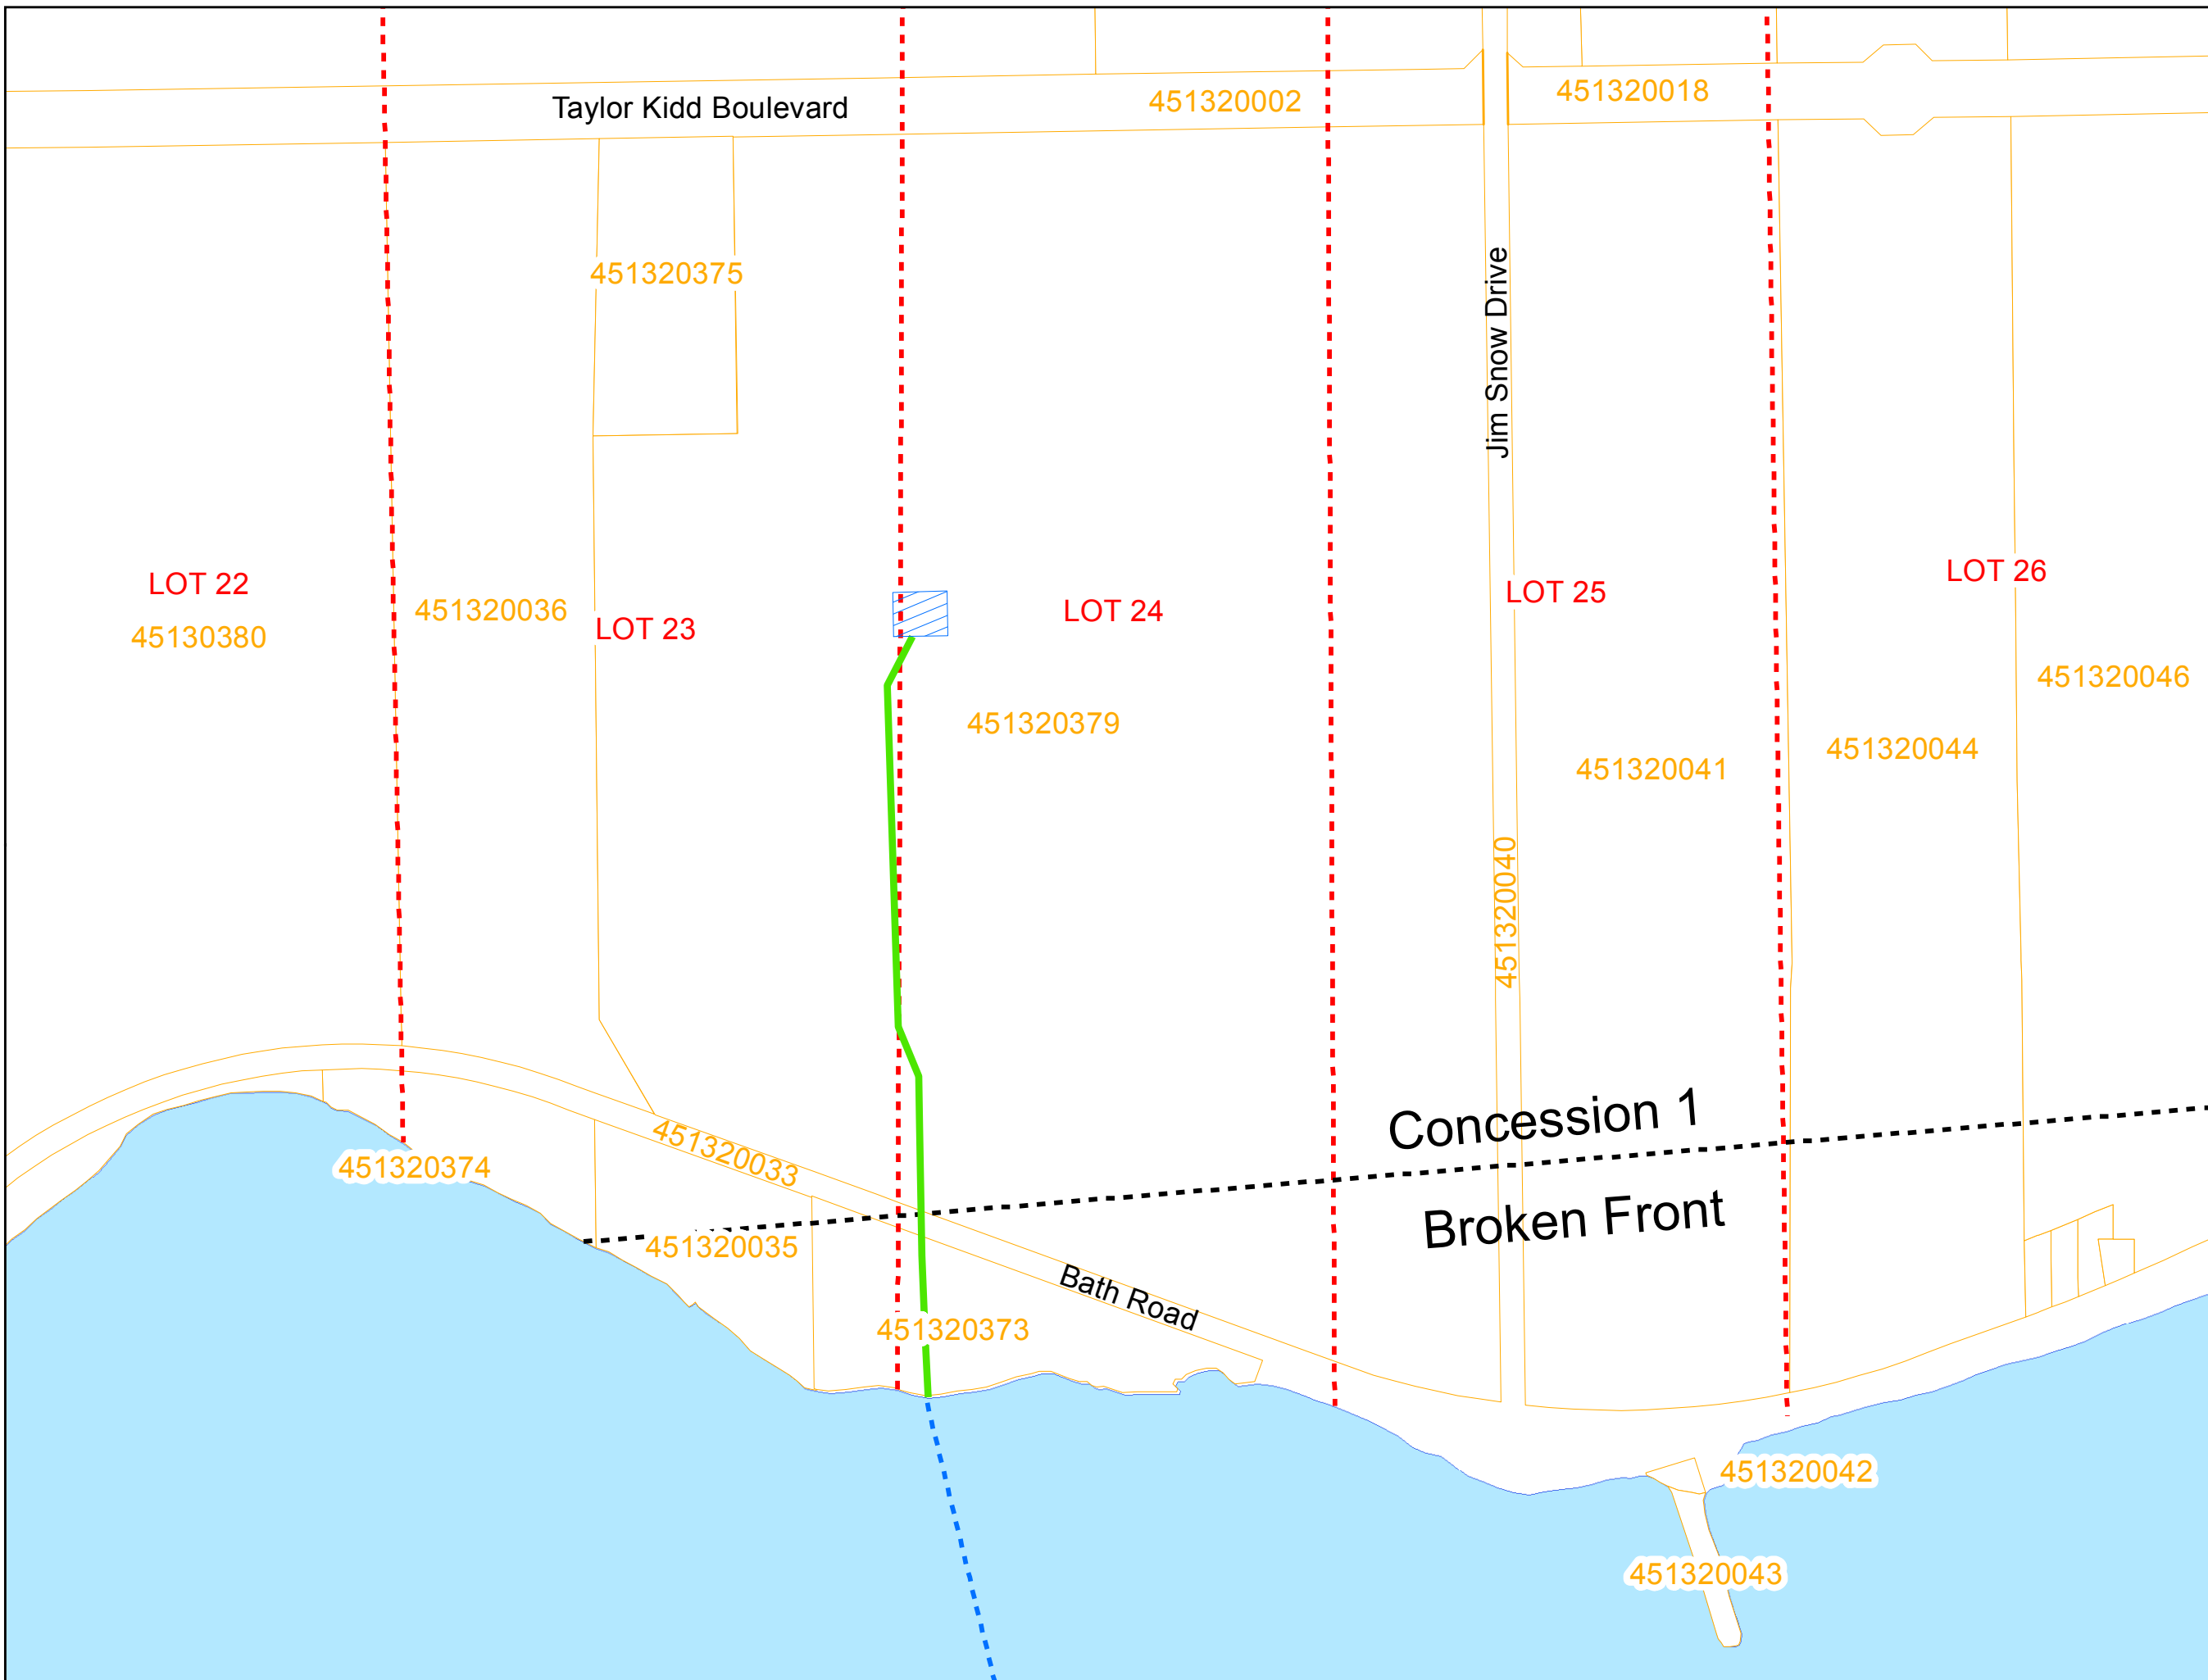 451320018
451320002
Taylor Kidd Boulevard
451320375
Jim Snow Drive
LOT 22
45130380
451320036
LOT 23
LOT 24
LOT 25
LOT 26
451320046
451320379
451320044
451320041
451320040
Concession 1
451320033
451320374
Broken Front
451320035
Bath Road
451320373
451320042
451320043